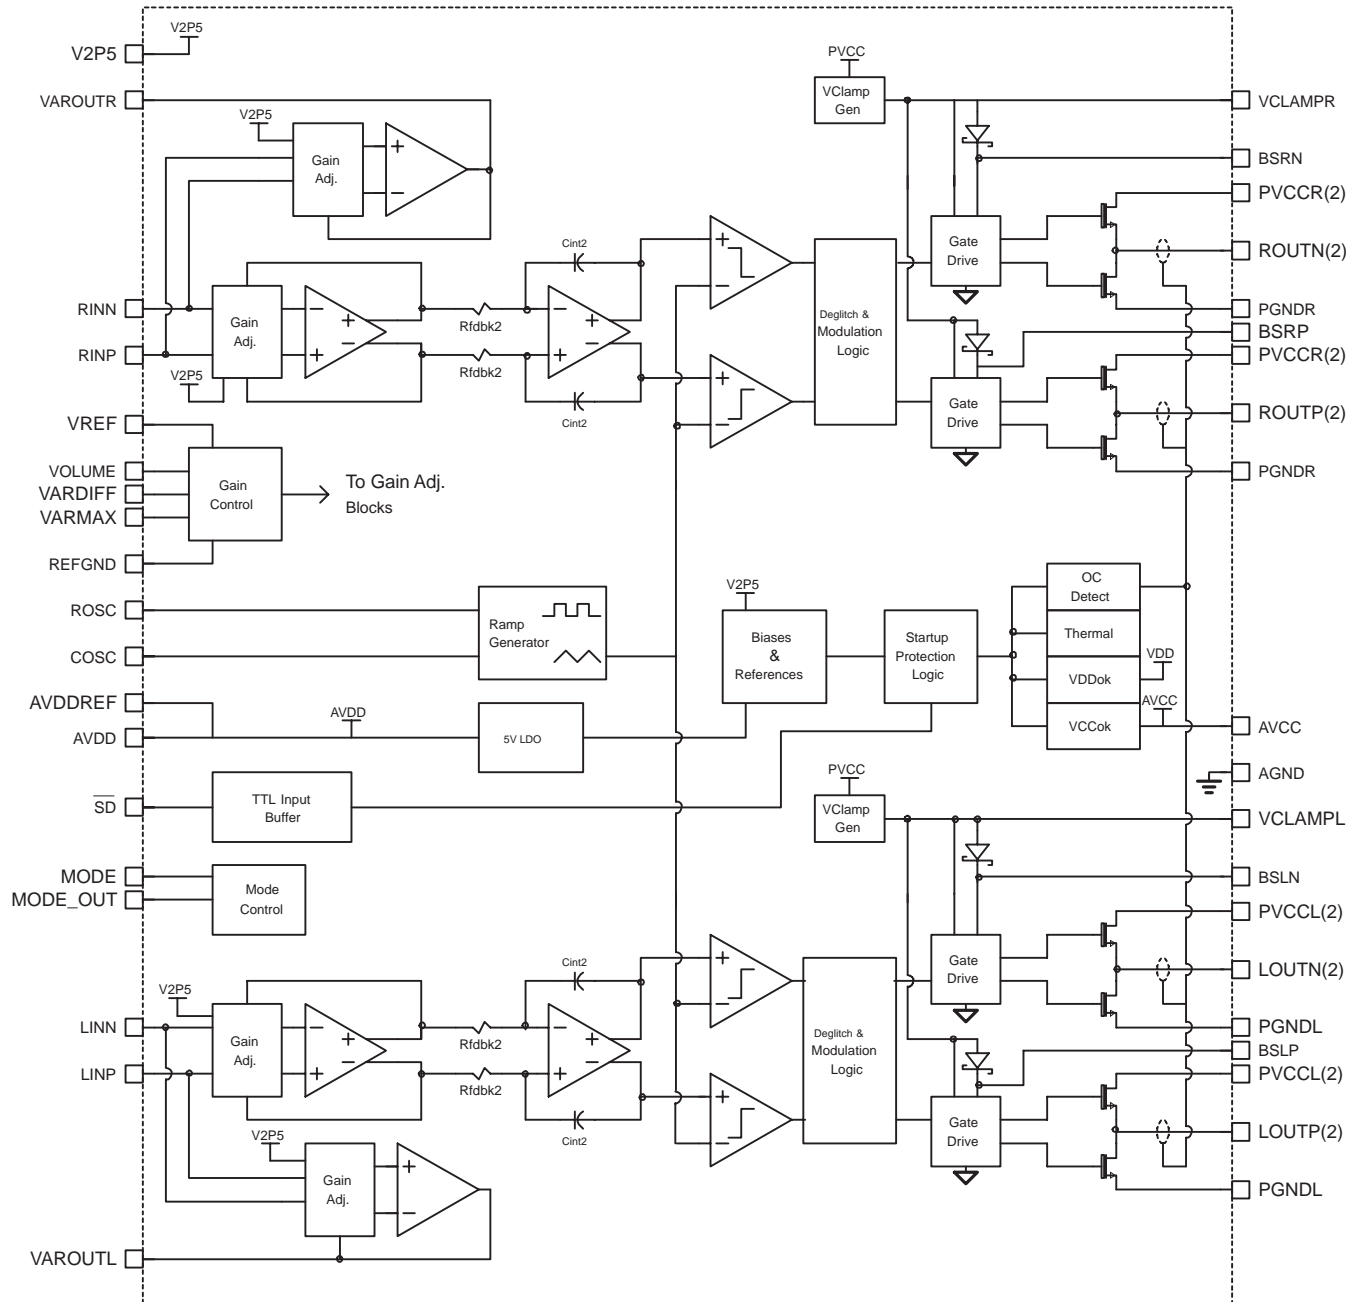 V2P5
V2P5
VAROUTR
V2P5
Gain
Adj.
PVCC
VClamp
Gen
VCLAMPR
BSRN
PVCCR(2)
Gate
Drive
ROUTN(2)
PGNDR
BSRP
PVCCR(2)
Gate
Drive
ROUTP(2)
PGNDR
RINN
RINP
Gain
Adj.
V2P5
Rfdbk2
Rfdbk2
Cint2
Cint2
Deglitch &
Modulation
Logic
VREF
VOLUME
VARDIFF
VARMAX
REFGND
Gain
Control
To Gain Adj.
Blocks
ROSC
COSC
Ramp
Generator
V2P5
Biases
&
References
Startup
Protection
Logic
OC
Detect
Thermal
VDDok
VDD
VCCok
AVCC
AVCC
AVDDREF
AVDD
AVDD
5V LDO
AGND
SD
TTL Input
Buffer
PVCC
VClamp
Gen
VCLAMPL
MODE
MODE_OUT
Mode
Control
BSLN
PVCCL(2)
Gate
Drive
LOUTN(2)
PGNDL
BSLP
PVCCL(2)
Gate
Drive
LOUTP(2)
PGNDL
V2P5
LINN
LINP
Gain
Adj.
Rfdbk2
Rfdbk2
Cint2
Cint2
Deglitch &
Modulation
Logic
V2P5
Gain
Adj.
VAROUTL